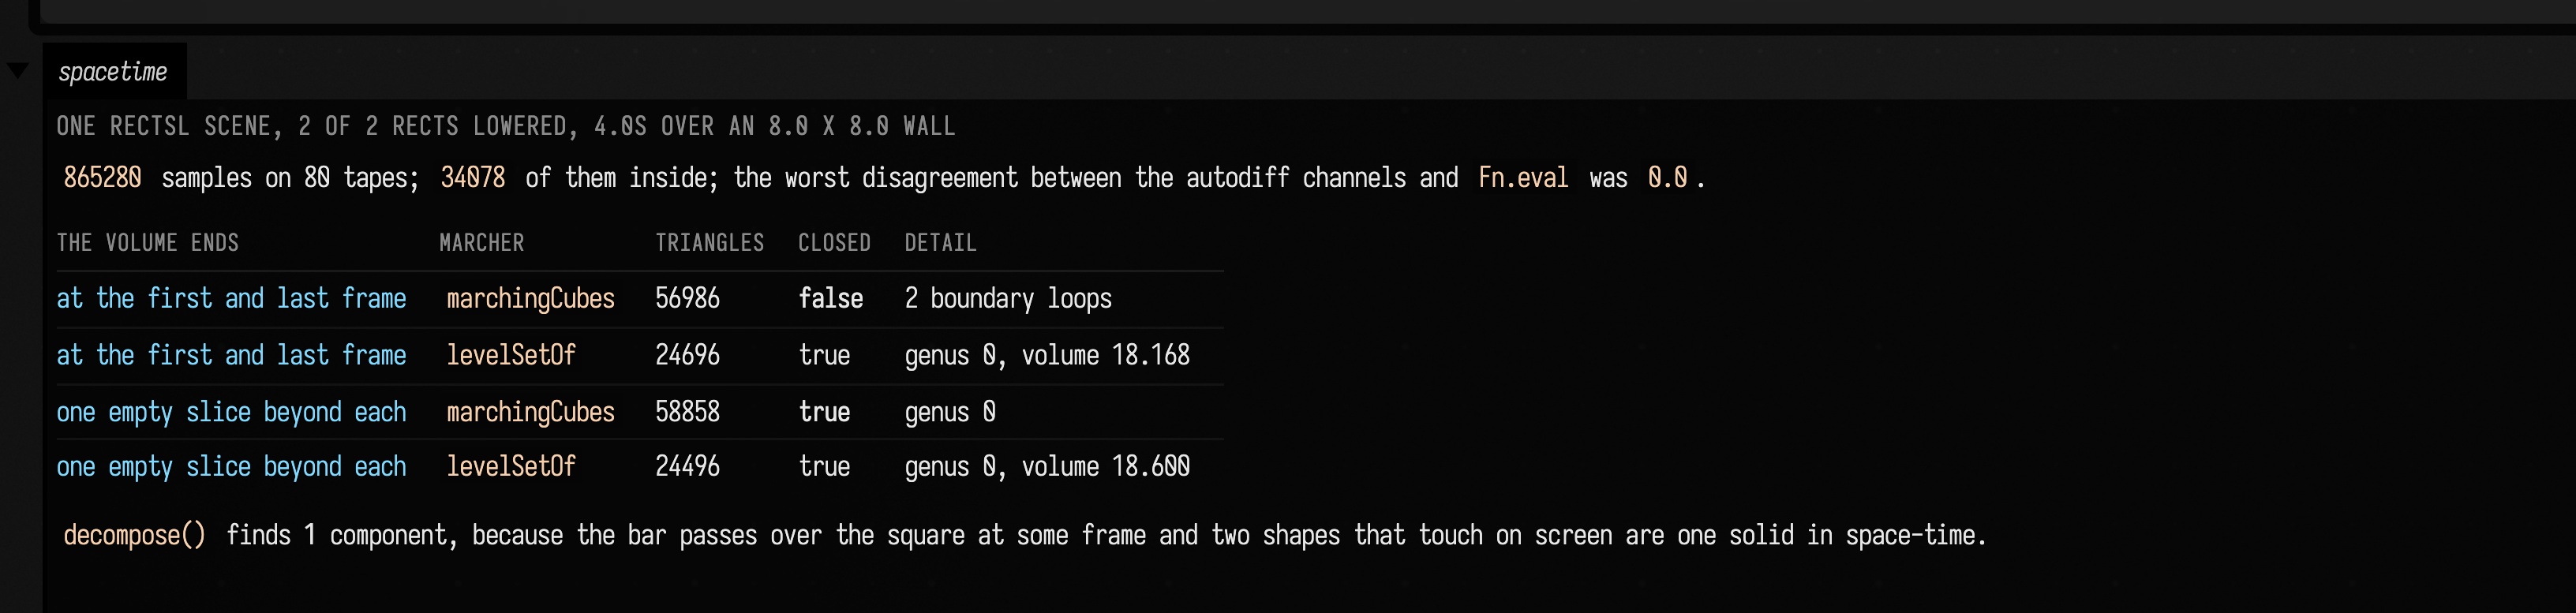 spacetime
ONE RECTSL SCENE, 2 OF 2 RECTS LOWERED, 4.0S OVER AN 8.0 X 8.0 WALL
865280 samples on 80 tapes; 34078 of them inside; the worst disagreement between the autodiff channels and Fn.eval was 0.0.
THE VOLUME ENDS MARCHER TRIANGLES CLOSED DETAIL
at the first and last frame marchingCubes 56986 false 2 boundary loops
at the first and last frame levelSetOf 24696 true genus 0, volume 18.168
one empty slice beyond each marchingCubes 58858 true genus 0
one empty slice beyond each levelSetOf 24496 true genus 0, volume 18.600
decompose() finds 1 component, because the bar passes over the square at some frame and two shapes that touch on screen are one solid in space-time.